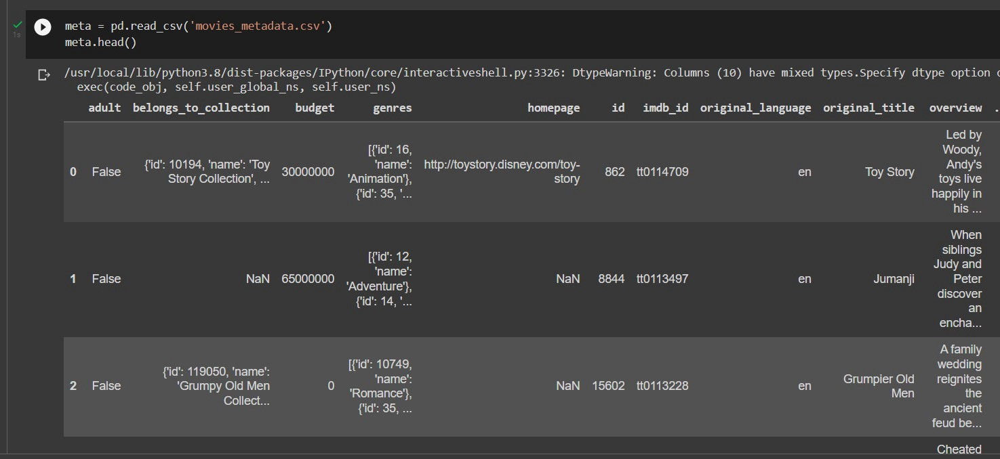 meta = pd.read_csv('movies_metadata.csv')
1s
meta.head()
/usr/local/lib/python3.8/dist-packages/IPython/core/interactiveshell.py:3326: DtypeWarning: Columns (10) have mixed types.Specify dtype option
exec(code_obj, self.user_global_ns, self.user_ns)
adult belongs_to_collection budget genres homepage id imdb_id original_language original_title overview .
0 False {'id': 10194, 'name': 'Toy Story Collection', ... 30000000 [{'id': 16, 'name': 'Animation'}, {'id': 35, '... http://toystory.disney.com/toy-story 862 tt0114709 en Toy Story Led by Woody, Andy's toys live happily in his ...
1 False NaN 65000000 [{'id': 12, 'name': 'Adventure'}, {'id': 14, '... NaN 8844 tt0113497 en Jumanji When siblings Judy and Peter discover an encha...
2 False {'id': 119050, 'name': 'Grumpy Old Men Collect... 0 [{'id': 10749, 'name': 'Romance'}, {'id': 35, ... NaN 15602 tt0113228 en Grumpier Old Men A family wedding reignites the ancient feud be...
Cheated